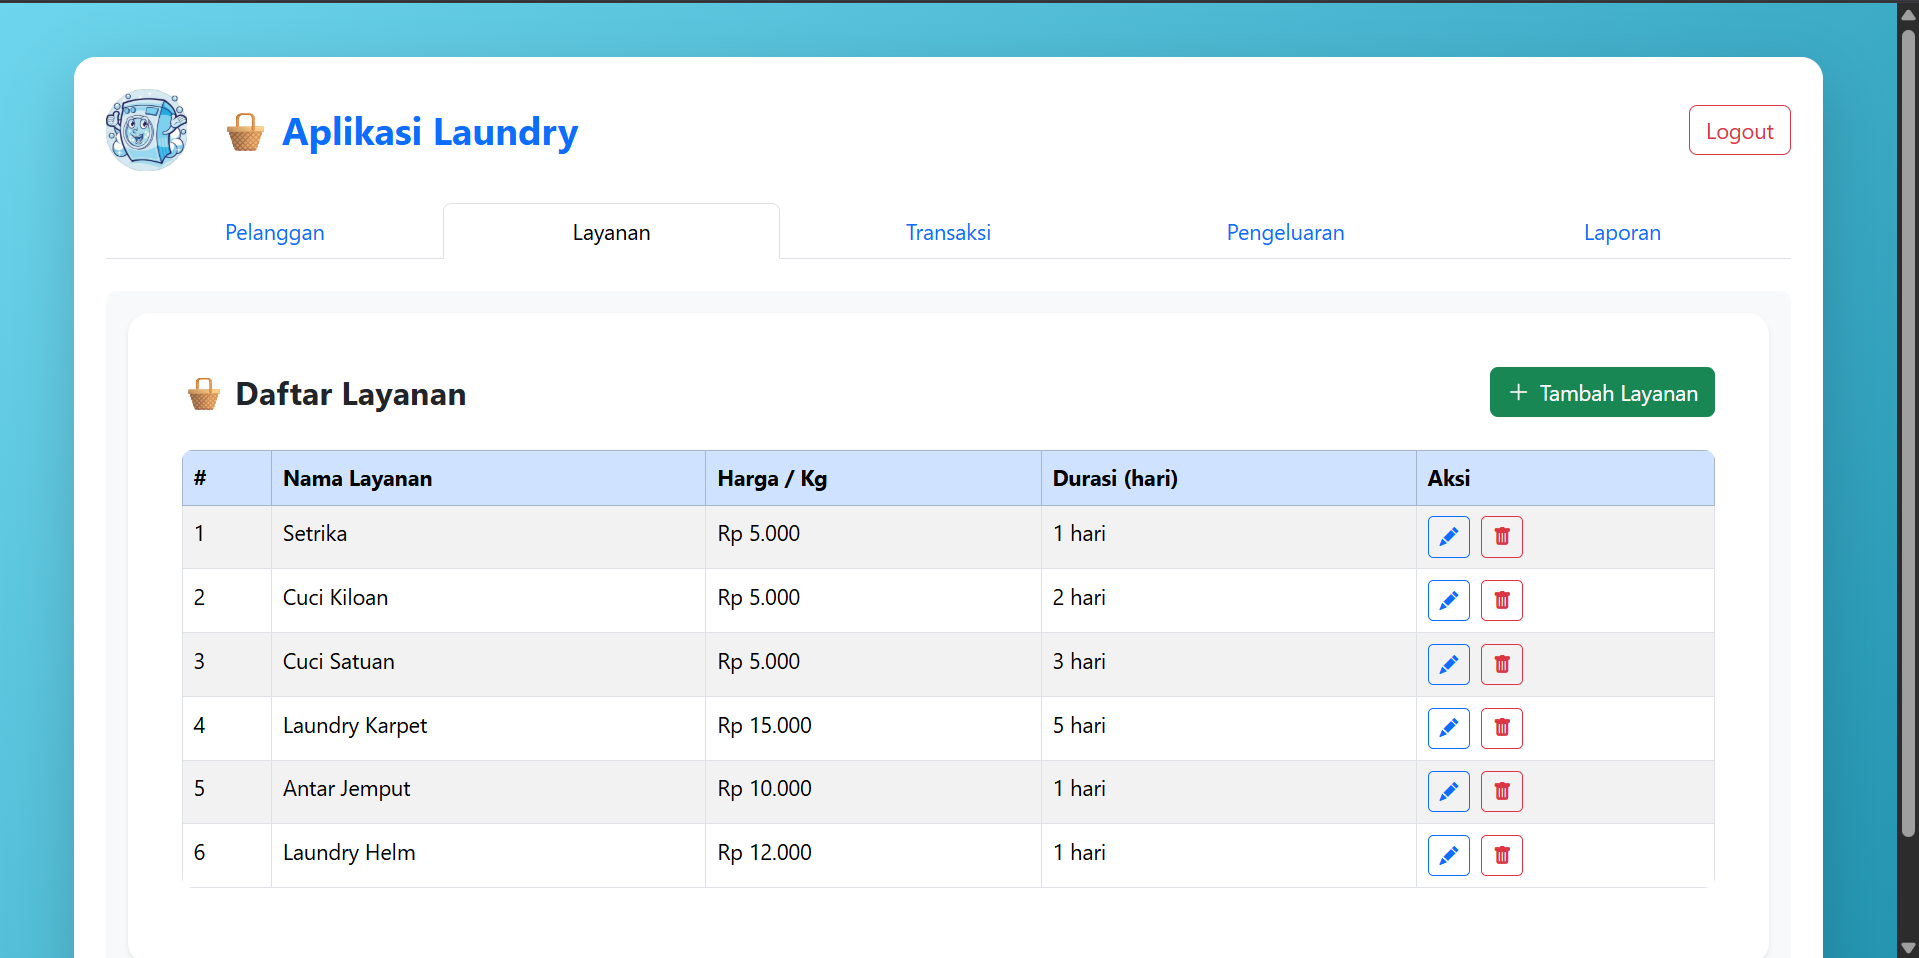 Aplikasi Laundry
Logout
Pelanggan Layanan Transaksi Pengeluaran Laporan
Daftar Layanan
+ Tambah Layanan
# Nama Layanan Harga / Kg Durasi (hari) Aksi
1 Setrika Rp 5.000 1 hari
2 Cuci Kiloan Rp 5.000 2 hari
3 Cuci Satuan Rp 5.000 3 hari
4 Laundry Karpet Rp 15.000 5 hari
5 Antar Jemput Rp 10.000 1 hari
6 Laundry Helm Rp 12.000 1 hari